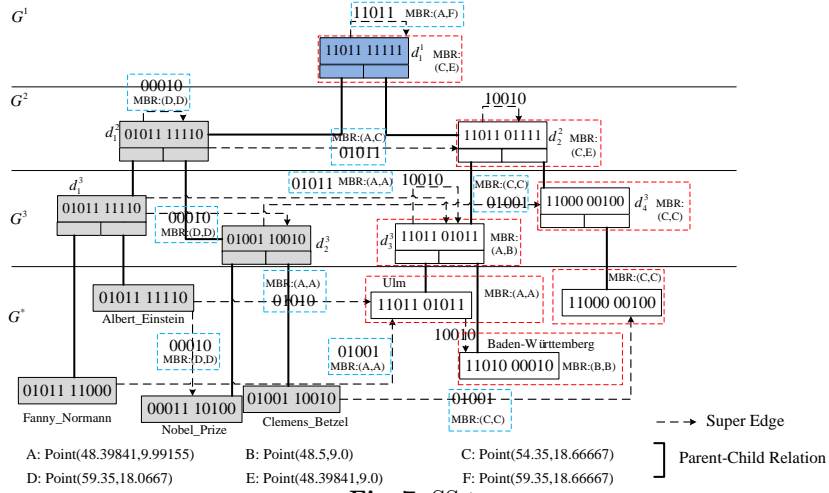 G¹
11011 MBR:(A,F)
11011 11111
d₁¹
MBR:
(C,E)
G²
00010
MBR:(D,D)
d₁²
01011 11110
MBR:(A,C)
01011
10010
11011 01111
d₂²
MBR:
(C,E)
G³
d₁³
01011 11110
00010
MBR:(D,D)
01011 MBR:(A,A)
01001 10010
d₂³
10010
d₃³
11011 01011
MBR:
(A,B)
MBR:(C,C)
01001
11000 00100
d₄³
MBR:
(C,C)
G*
01011 11110
Albert_Einstein
MBR:(A,A)
01010
Ulm
11011 01011
MBR:(A,A)
MBR:(C,C)
11000 00100
00010
MBR:(D,D)
01001
MBR:(A,A)
10010
Baden-Württemberg
11010 00010
MBR:(B,B)
01011 11000
Fanny_Normann
00011 10100
Nobel_Prize
01001 10010
Clemens_Betzel
01001
MBR:(C,C)
Super Edge
Parent-Child Relation
A: Point(48.39841,9.99155)
B: Point(48.5,9.0)
C: Point(54.35,18.66667)
D: Point(59.35,18.0667)
E: Point(48.39841,9.0)
F: Point(59.35,18.66667)